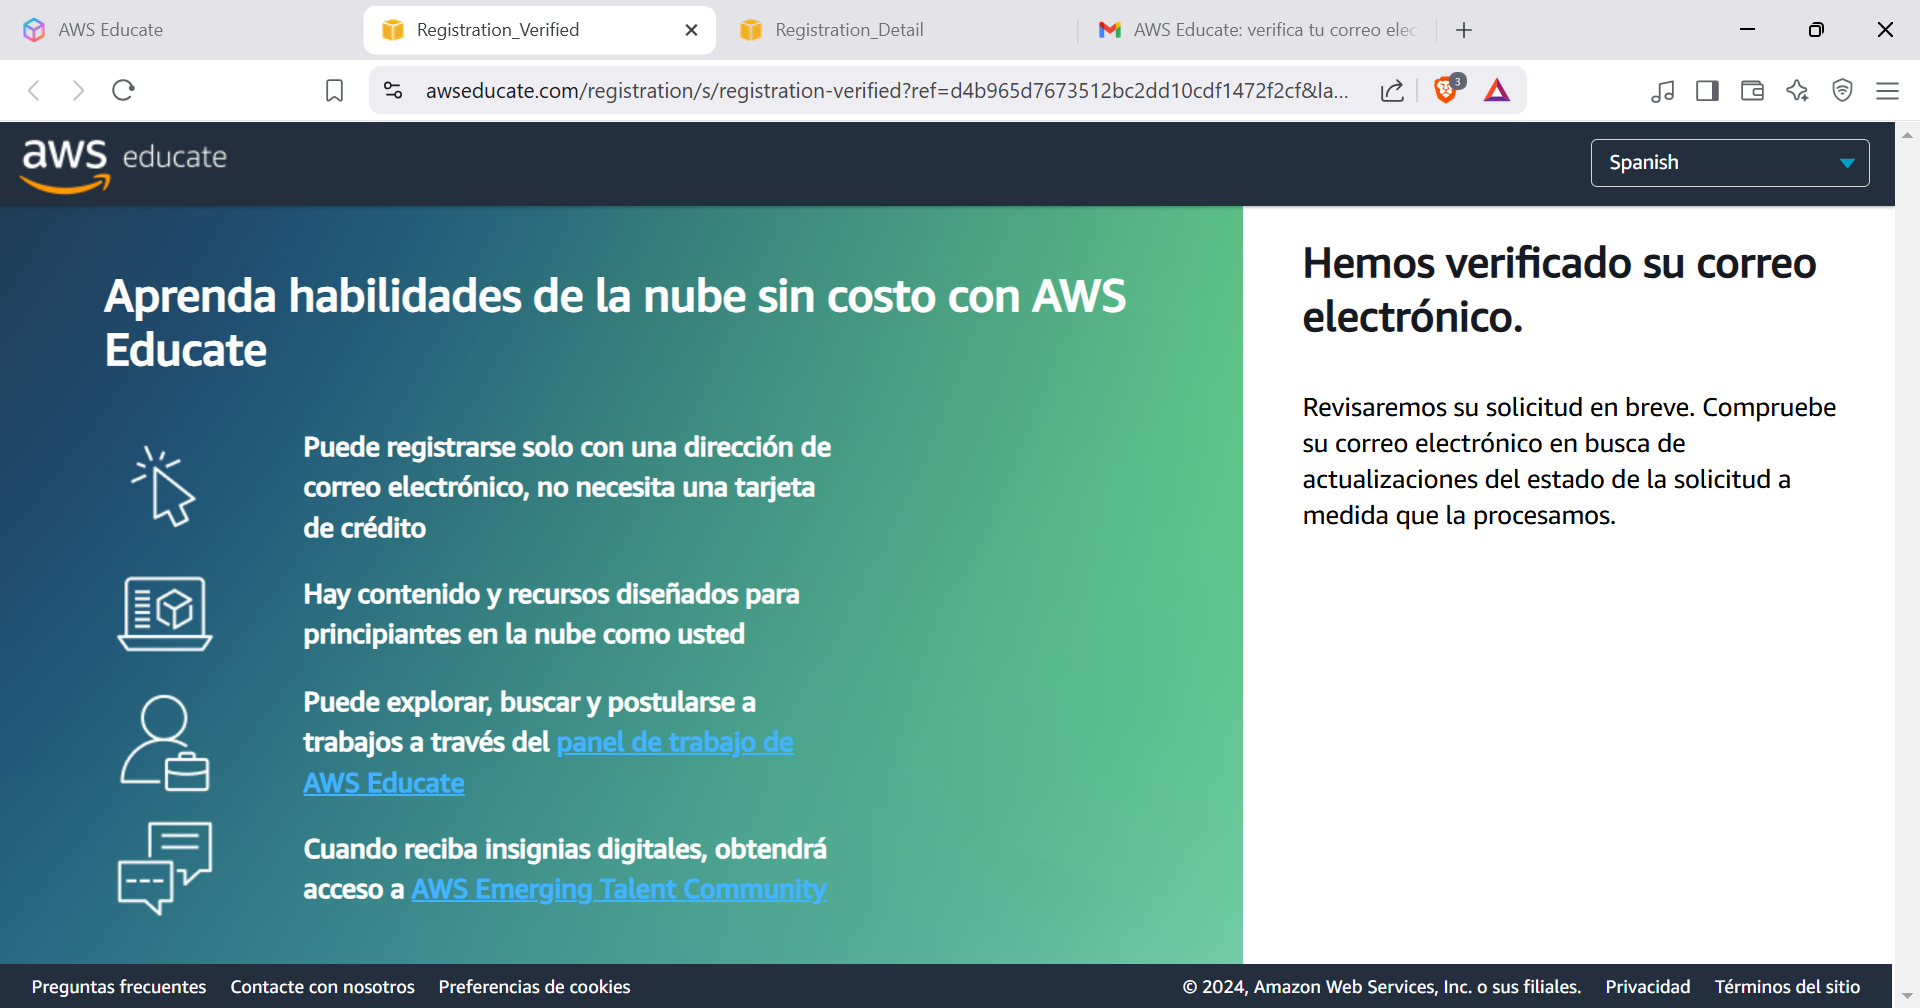 AWS Educate
Registration_Verified
Registration_Detail
AWS Educate: verifica tu correo elec
awseducate.com/registration/s/registration-verified?ref=d4b965d7673512bc2dd10cdf1472f2cf&la...
3
aws educate
Spanish
Aprenda habilidades de la nube sin costo con AWS
Educate
Puede registrarse solo con una dirección de
correo electrónico, no necesita una tarjeta
de crédito
Hay contenido y recursos diseñados para
principiantes en la nube como usted
Puede explorar, buscar y postularse a
trabajos a través del panel de trabajo de
AWS Educate
Cuando reciba insignias digitales, obtendrá
acceso a AWS Emerging Talent Community
Hemos verificado su correo
electrónico.
Revisaremos su solicitud en breve. Compruebe
su correo electrónico en busca de
actualizaciones del estado de la solicitud a
medida que la procesamos.
Preguntas frecuentes Contacte con nosotros Preferencias de cookies
© 2024, Amazon Web Services, Inc. o sus filiales. Privacidad Términos del sitio